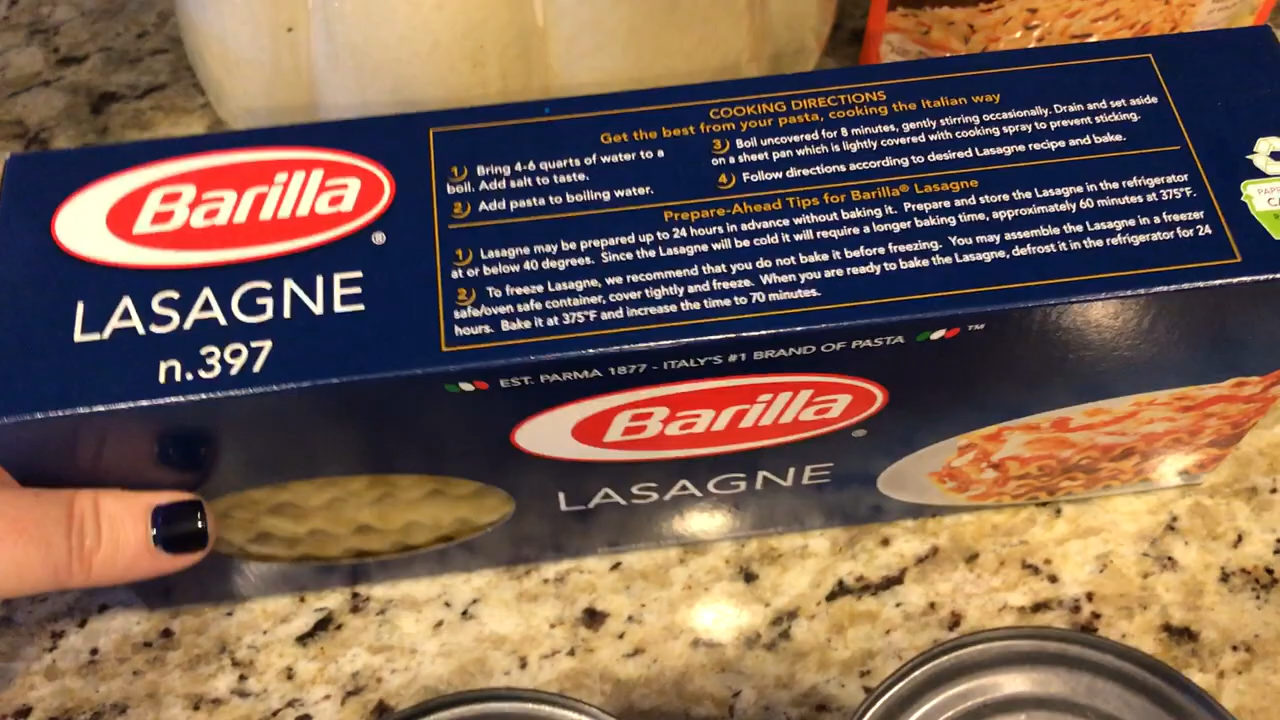 Barilla
®
LASAGNE
n.397
COOKING DIRECTIONS
Get the best from your pasta, cooking the Italian way
1) Bring 4-6 quarts of water to a
boil. Add salt to taste.
2) Add pasta to boiling water.
3) Boil uncovered for 8 minutes, gently stirring occasionally. Drain and set aside
on a sheet pan which is lightly covered with cooking spray to prevent sticking.
4) Follow directions according to desired Lasagne recipe and bake.
Prepare-Ahead Tips for Barilla® Lasagne
1) Lasagne may be prepared up to 24 hours in advance without baking it. Prepare and store the Lasagne in the refrigerator
at or below 40 degrees. Since the Lasagne will be cold it will require a longer baking time, approximately 60 minutes at 375°F.
2) To freeze Lasagne, we recommend that you do not bake it before freezing. You may assemble the Lasagne in a freezer
safe/oven safe container, cover tightly and freeze. When you are ready to bake the Lasagne, defrost it in the refrigerator for 24
hours. Bake it at 375°F and increase the time to 70 minutes.
EST. PARMA 1877 - ITALY'S #1 BRAND OF PASTA ™
Barilla
®
LASAGNE